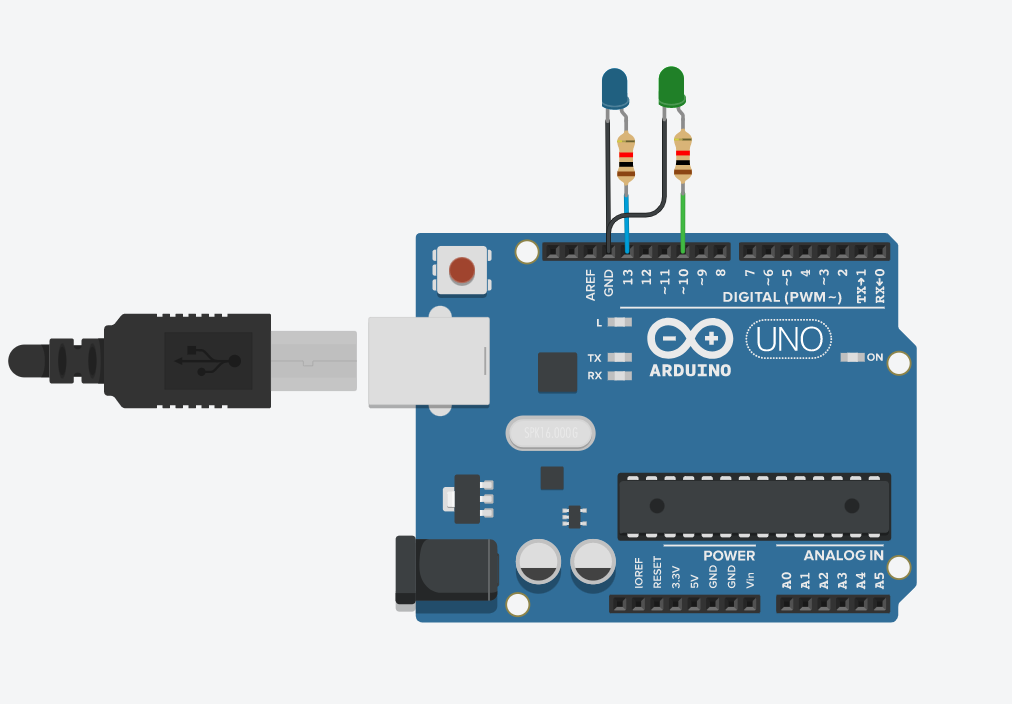 AREF
GND
13
12
~11
~10
~9
8
7
~6
~5
4
~3
2
TX→1
RX←0
DIGITAL (PWM~)
L
TX
RX
ARDUINO
UNO
ON
SPK16.000G
IOREF
RESET
3.3V
5V
GND
GND
Vin
POWER
ANALOG IN
A0
A1
A2
A3
A4
A5